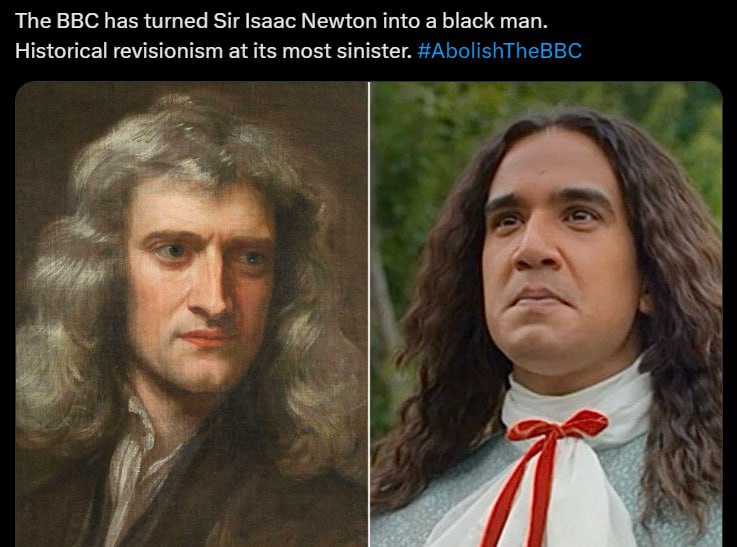 The BBC has turned Sir Isaac Newton into a black man.
Historical revisionism at its most sinister. #AbolishTheBBC